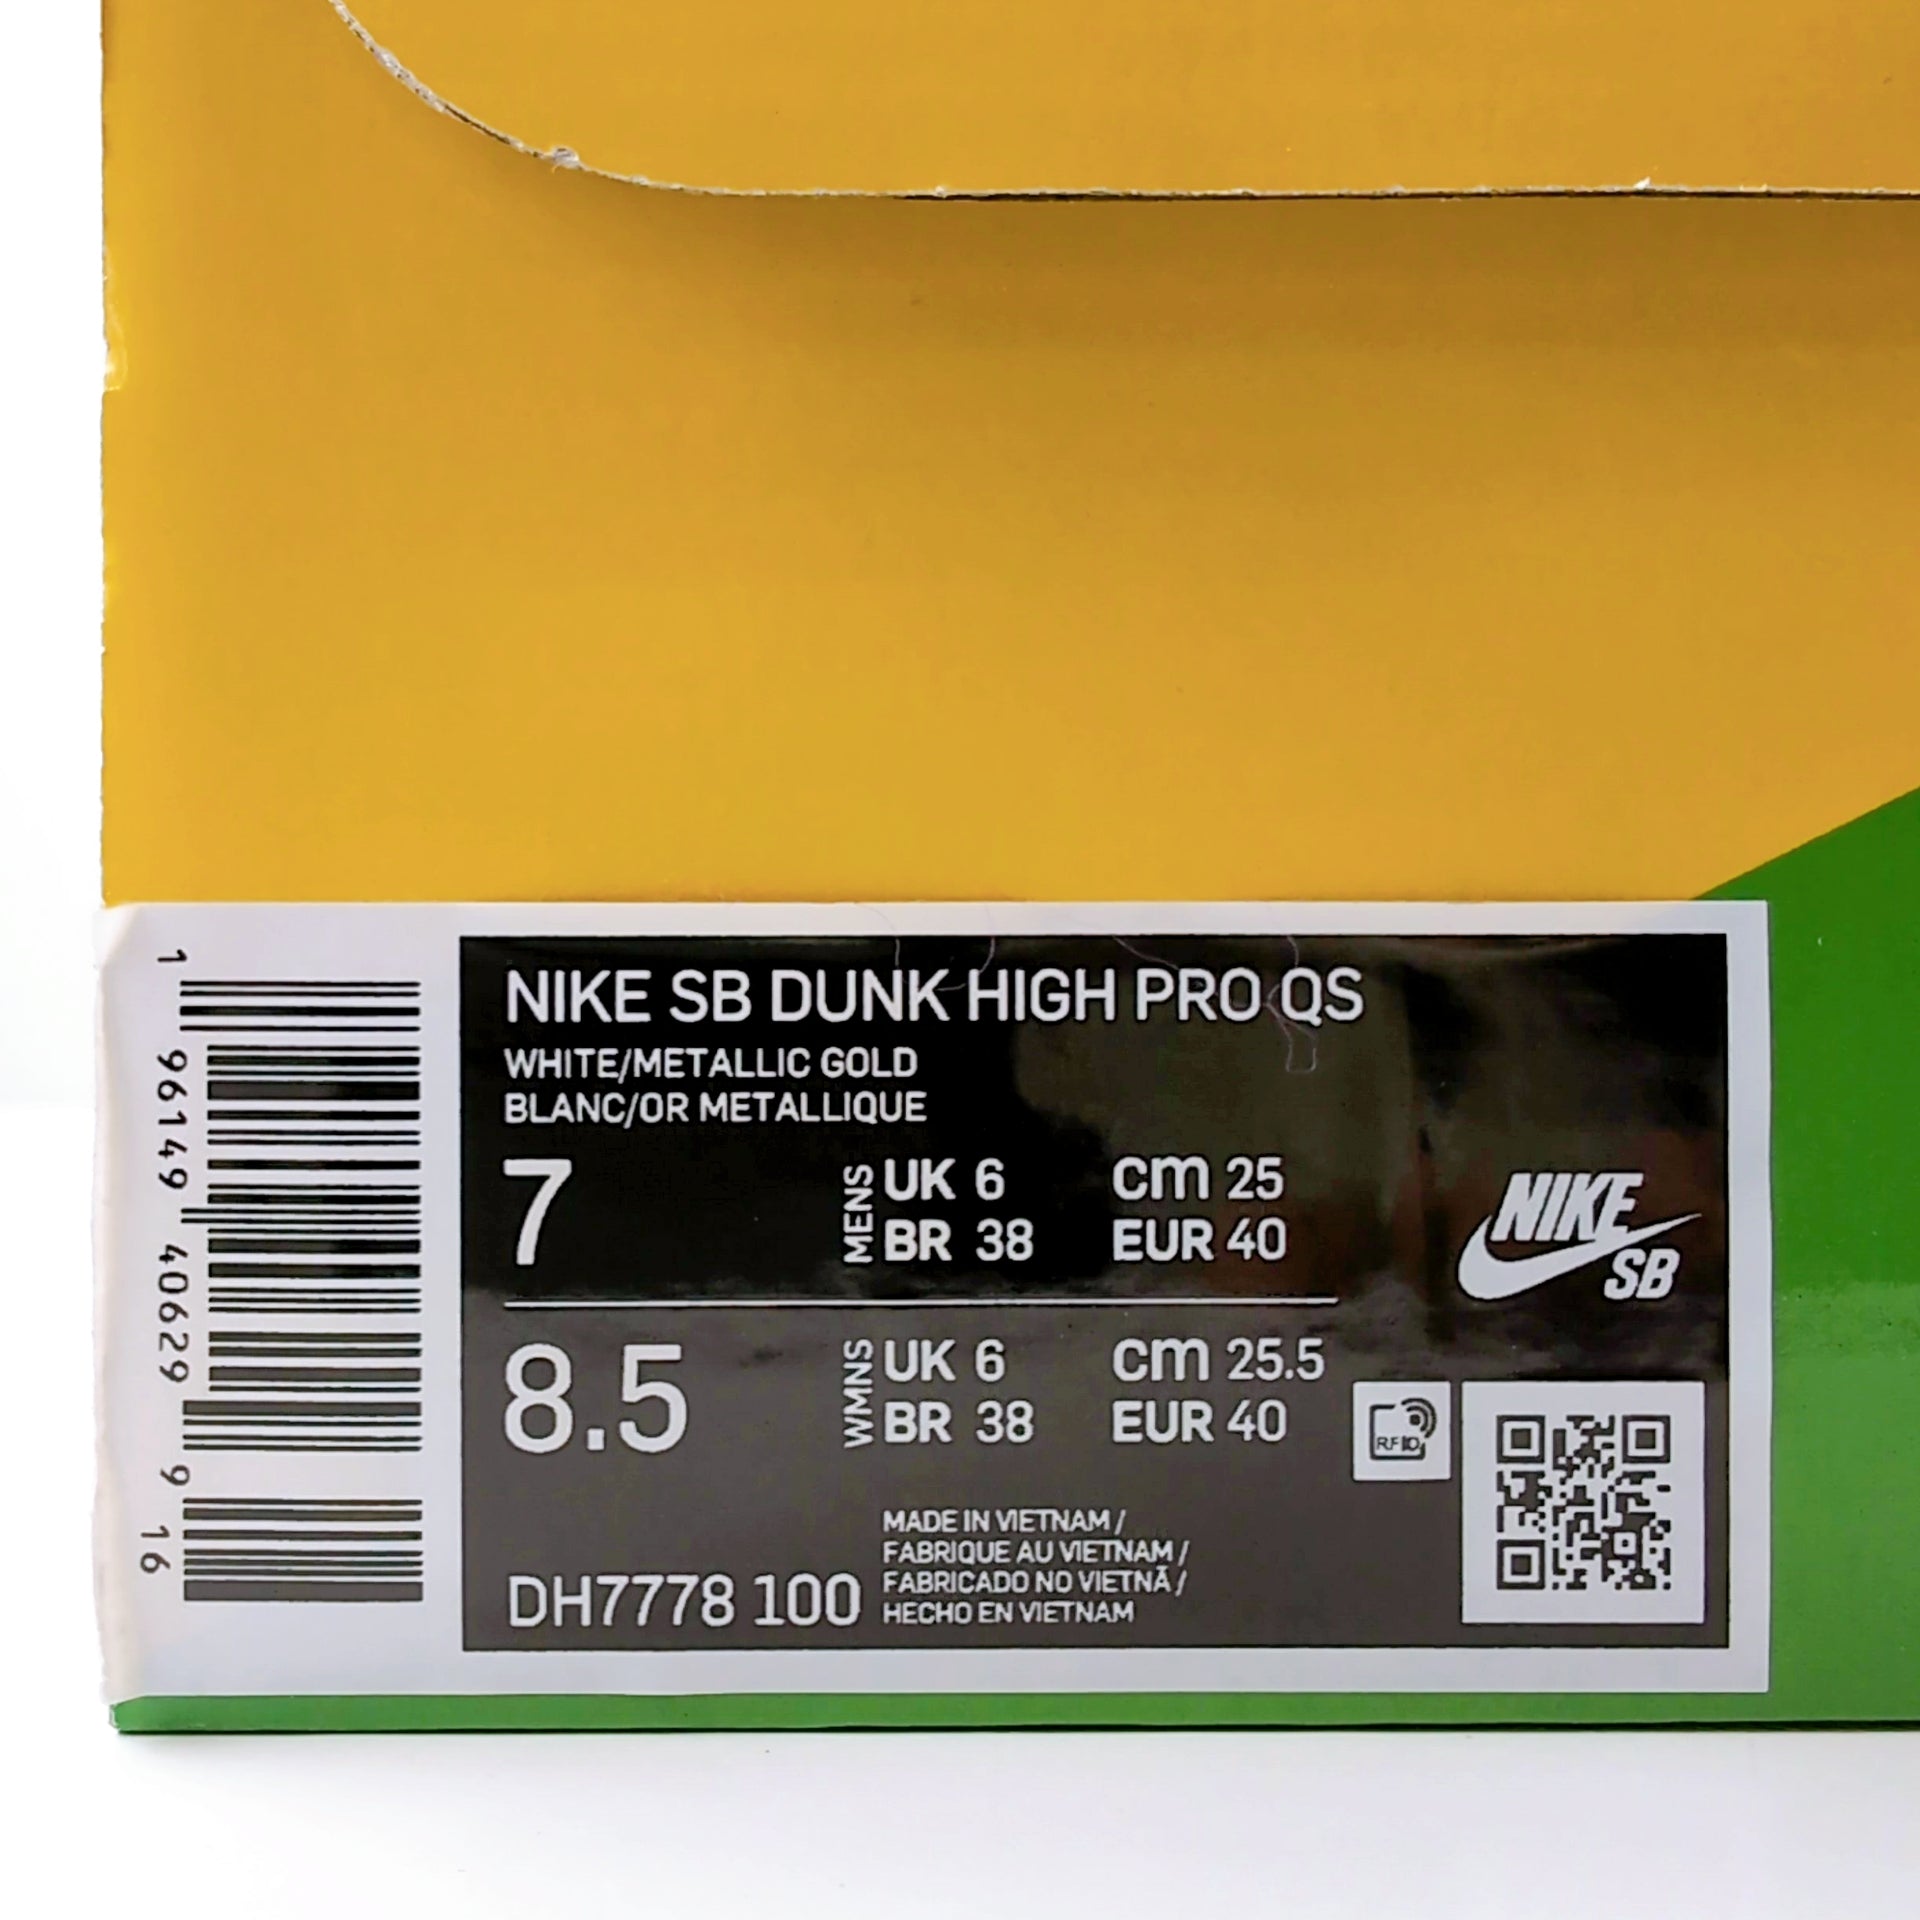 NIKE SB DUNK HIGH PRO QS
WHITE/METALLIC GOLD
BLANC/OR METALLIQUE
7 MENS UK 6 cm 25
BR 38 EUR 40
NIKE
SB
8.5 WMNS UK 6 cm 25.5
BR 38 EUR 40
RFID
MADE IN VIETNAM /
FABRIQUE AU VIETNAM /
FABRICADO NO VIETNÃ /
HECHO EN VIETNAM
DH7778 100
1 96149 40629 9 16